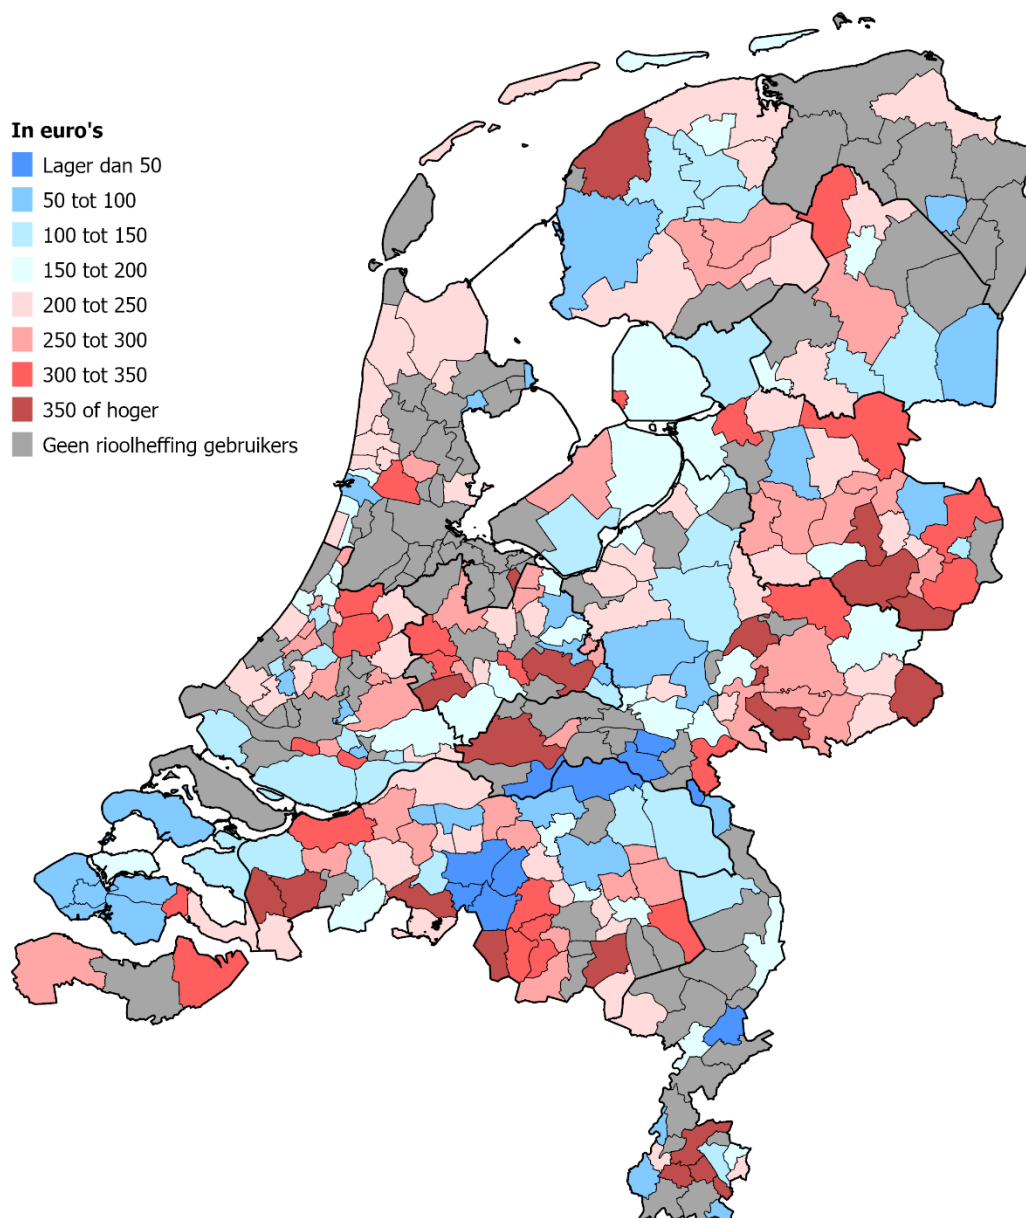 In euro's
Lager dan 50
50 tot 100
100 tot 150
150 tot 200
200 tot 250
250 tot 300
300 tot 350
350 of hoger
Geen rioolheffing gebruikers